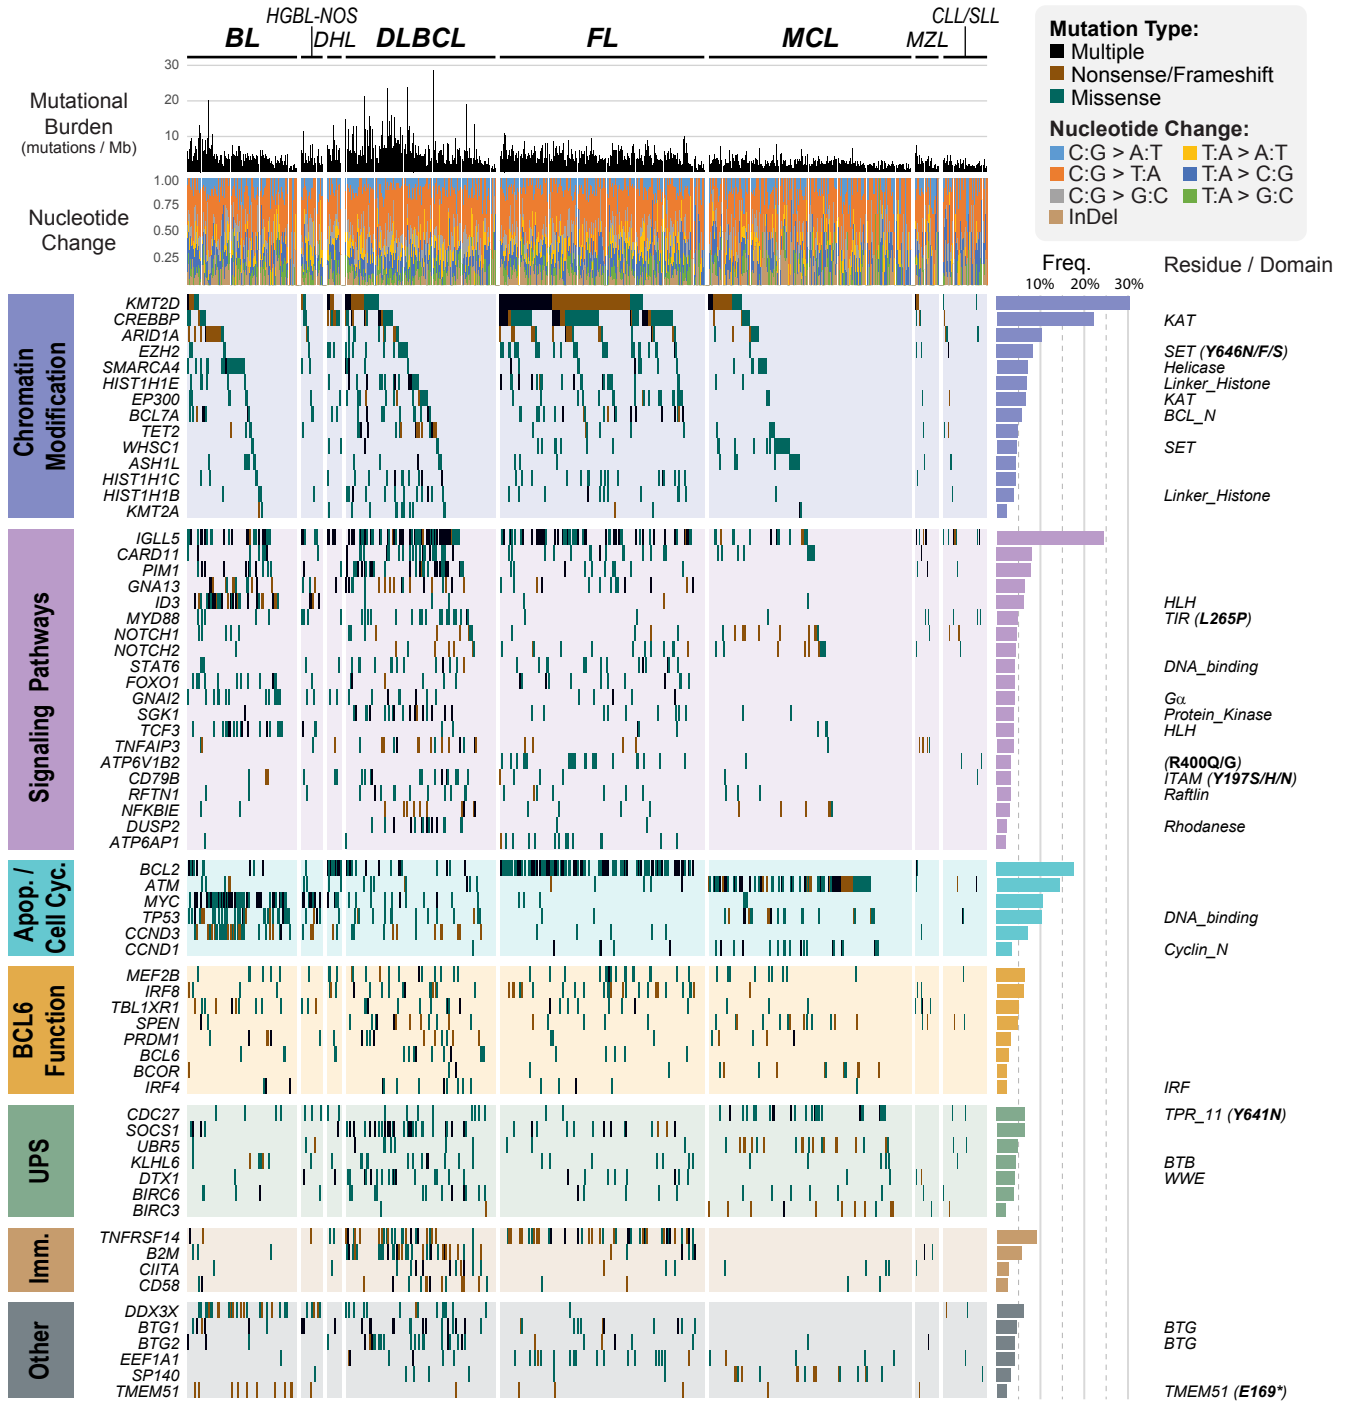 HGBL-NOS
CLL/SLL
BL
DHL
DLBCL
FL
MCL
MZL
Mutation Type:
Multiple
Nonsense/Frameshift
Missense
Nucleotide Change:
C:G > A:T
T:A > A:T
C:G > T:A
T:A > C:G
C:G > G:C
T:A > G:C
InDel
Mutational
Burden
(mutations / Mb)
30
20
10
Nucleotide
Change
1.00
0.75
0.50
0.25
Freq.
10%
20%
30%
Residue / Domain
Chromatin
Modification
KMT2D
CREBBP
KAT
ARID1A
EZH2
SET (Y646N/F/S)
SMARCA4
Helicase
HIST1H1E
Linker_Histone
EP300
KAT
BCL7A
BCL_N
TET2
WHSC1
SET
ASH1L
HIST1H1C
HIST1H1B
Linker_Histone
KMT2A
Signaling Pathways
IGLL5
CARD11
PIM1
GNA13
ID3
HLH
MYD88
TIR (L265P)
NOTCH1
NOTCH2
STAT6
DNA_binding
FOXO1
GNAI2
Gα
SGK1
Protein_Kinase
TCF3
HLH
TNFAIP3
ATP6V1B2
(R400Q/G)
CD79B
ITAM (Y197S/H/N)
RFTN1
Raftlin
NFKBIE
DUSP2
Rhodanese
ATP6AP1
Apop. /
Cell Cyc.
BCL2
ATM
MYC
TP53
DNA_binding
CCND3
CCND1
Cyclin_N
BCL6
Function
MEF2B
IRF8
TBL1XR1
SPEN
PRDM1
BCL6
BCOR
IRF4
IRF
UPS
CDC27
TPR_11 (Y641N)
SOCS1
UBR5
KLHL6
BTB
DTX1
WWE
BIRC6
BIRC3
Imm.
TNFRSF14
B2M
CIITA
CD58
Other
DDX3X
BTG1
BTG
BTG2
BTG
EEF1A1
SP140
TMEM51
TMEM51 (E169*)